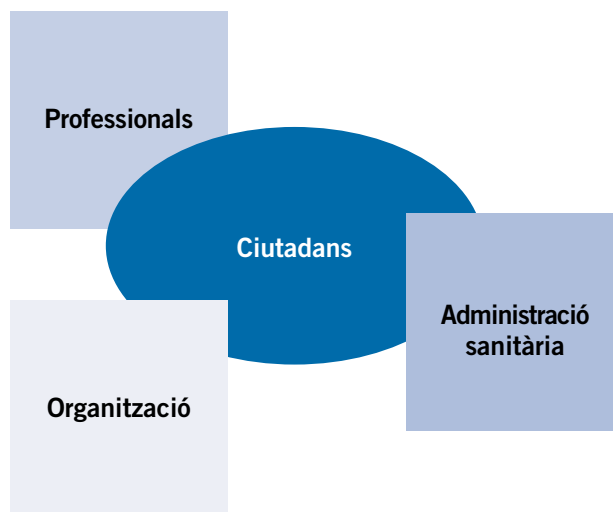 Professionals
Ciutadans
Administració
sanitària
Organització